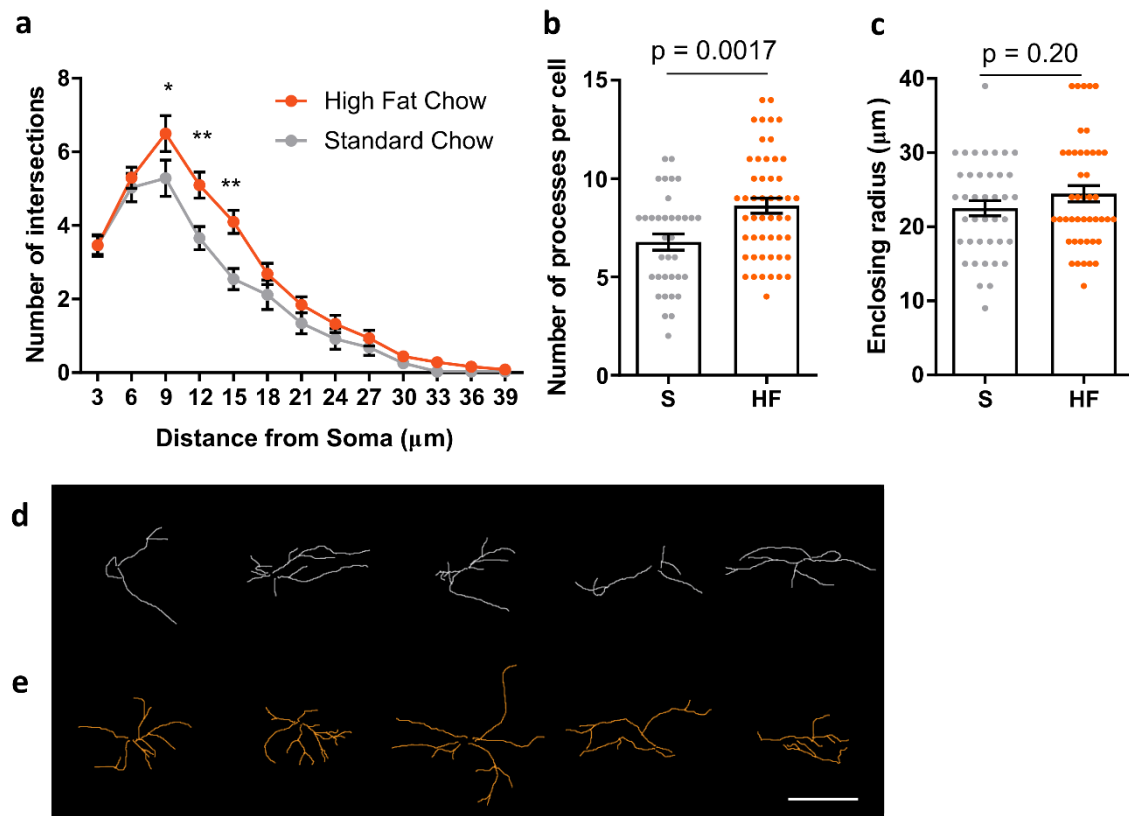 a
Number of intersections
8
6
4
2
0
* ** **
High Fat Chow
Standard Chow
3 6 9 12 15 18 21 24 27 30 33 36 39
Distance from Soma (μm)
b
p = 0.0017
Number of processes per cell
15
10
5
0
S HF
c
p = 0.20
Enclosing radius (μm)
40
30
20
10
0
S HF
d
e